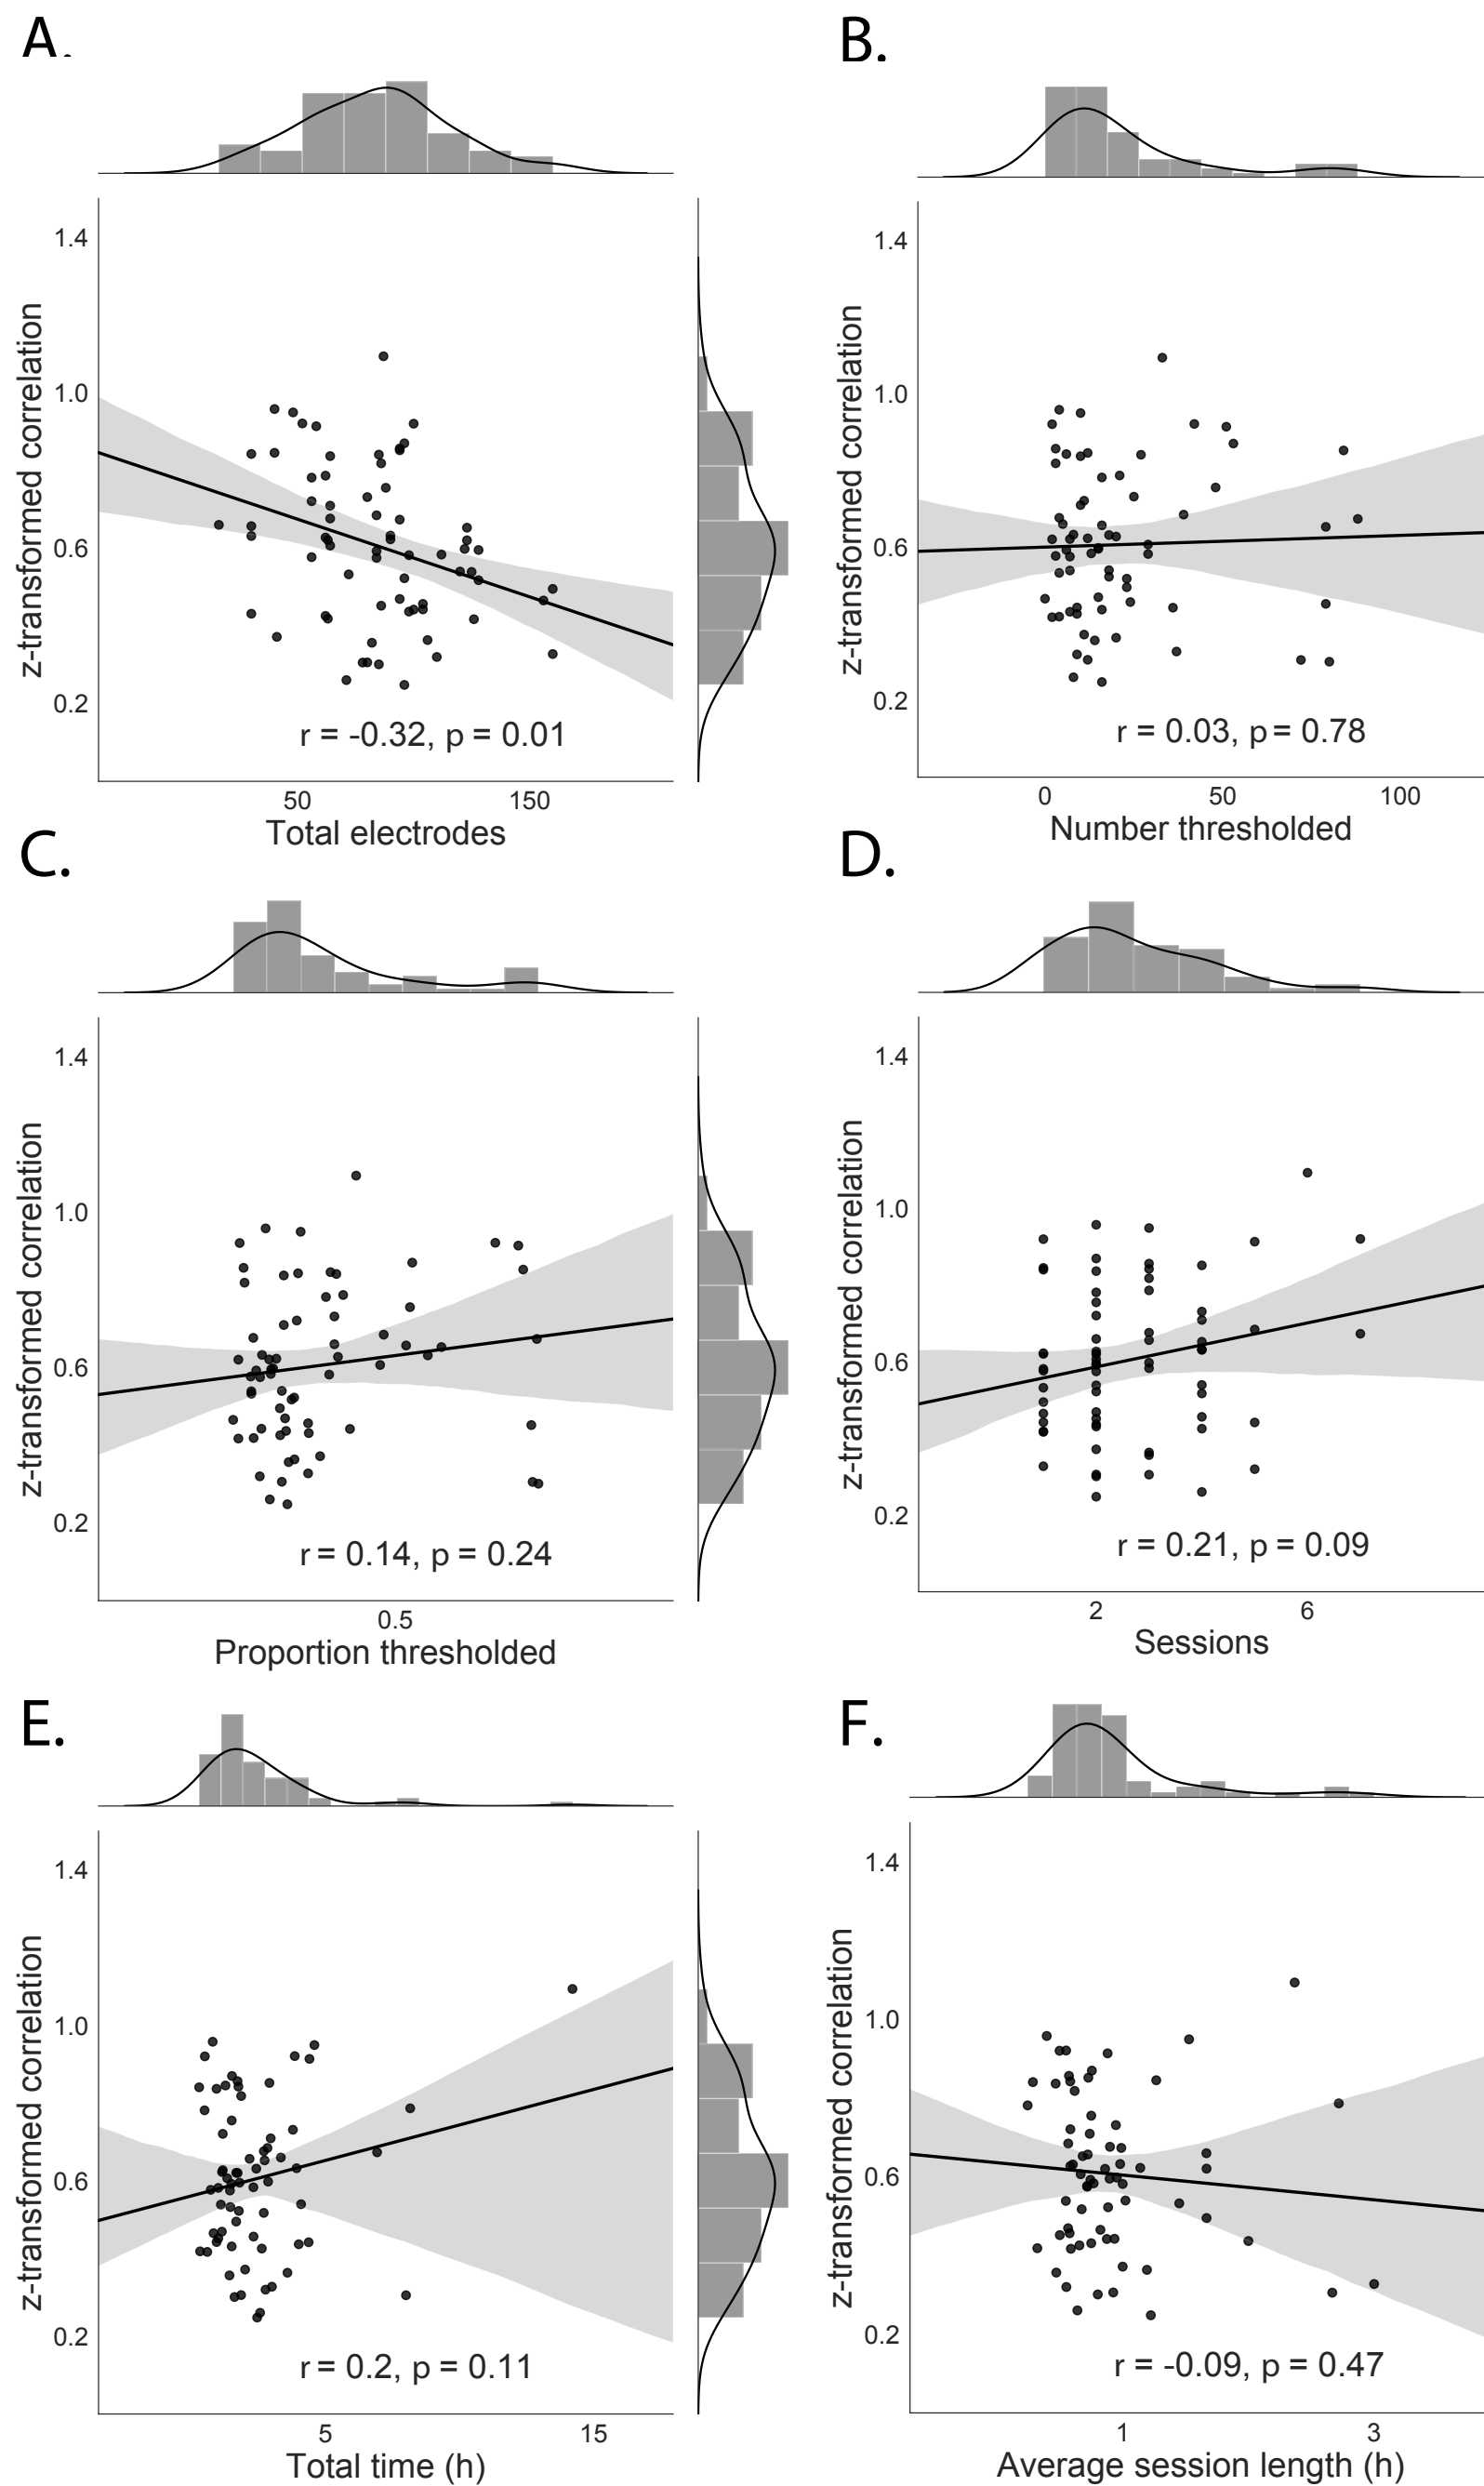 A.
1.4
1.0
0.6
0.2
z-transformed correlation
r = -0.32, p = 0.01
50 150
Total electrodes
B.
1.4
1.0
0.6
0.2
z-transformed correlation
r = 0.03, p = 0.78
0 50 100
Number thresholded
C.
1.4
1.0
0.6
0.2
z-transformed correlation
r = 0.14, p = 0.24
0.5
Proportion thresholded
D.
1.4
1.0
0.6
0.2
z-transformed correlation
r = 0.21, p = 0.09
2 6
Sessions
E.
1.4
1.0
0.6
0.2
z-transformed correlation
r = 0.2, p = 0.11
5 15
Total time (h)
F.
1.4
1.0
0.6
0.2
z-transformed correlation
r = -0.09, p = 0.47
1 3
Average session length (h)